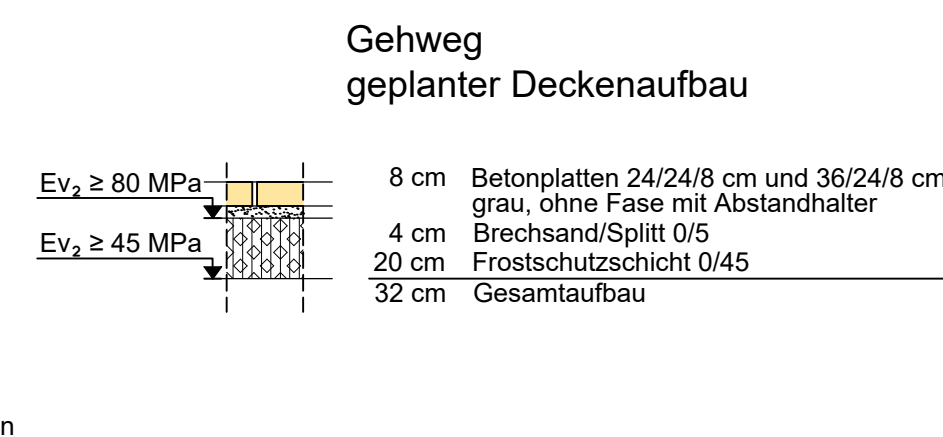 Gehweg
geplanter Deckenaufbau
Ev₂ ≥ 80 MPa
Ev₂ ≥ 45 MPa
8 cm Betonplatten 24/24/8 cm und 36/24/8 cm
grau, ohne Fase mit Abstandhalter
4 cm Brechsand/Splitt 0/5
20 cm Frostschutzschicht 0/45
32 cm Gesamtaufbau
n